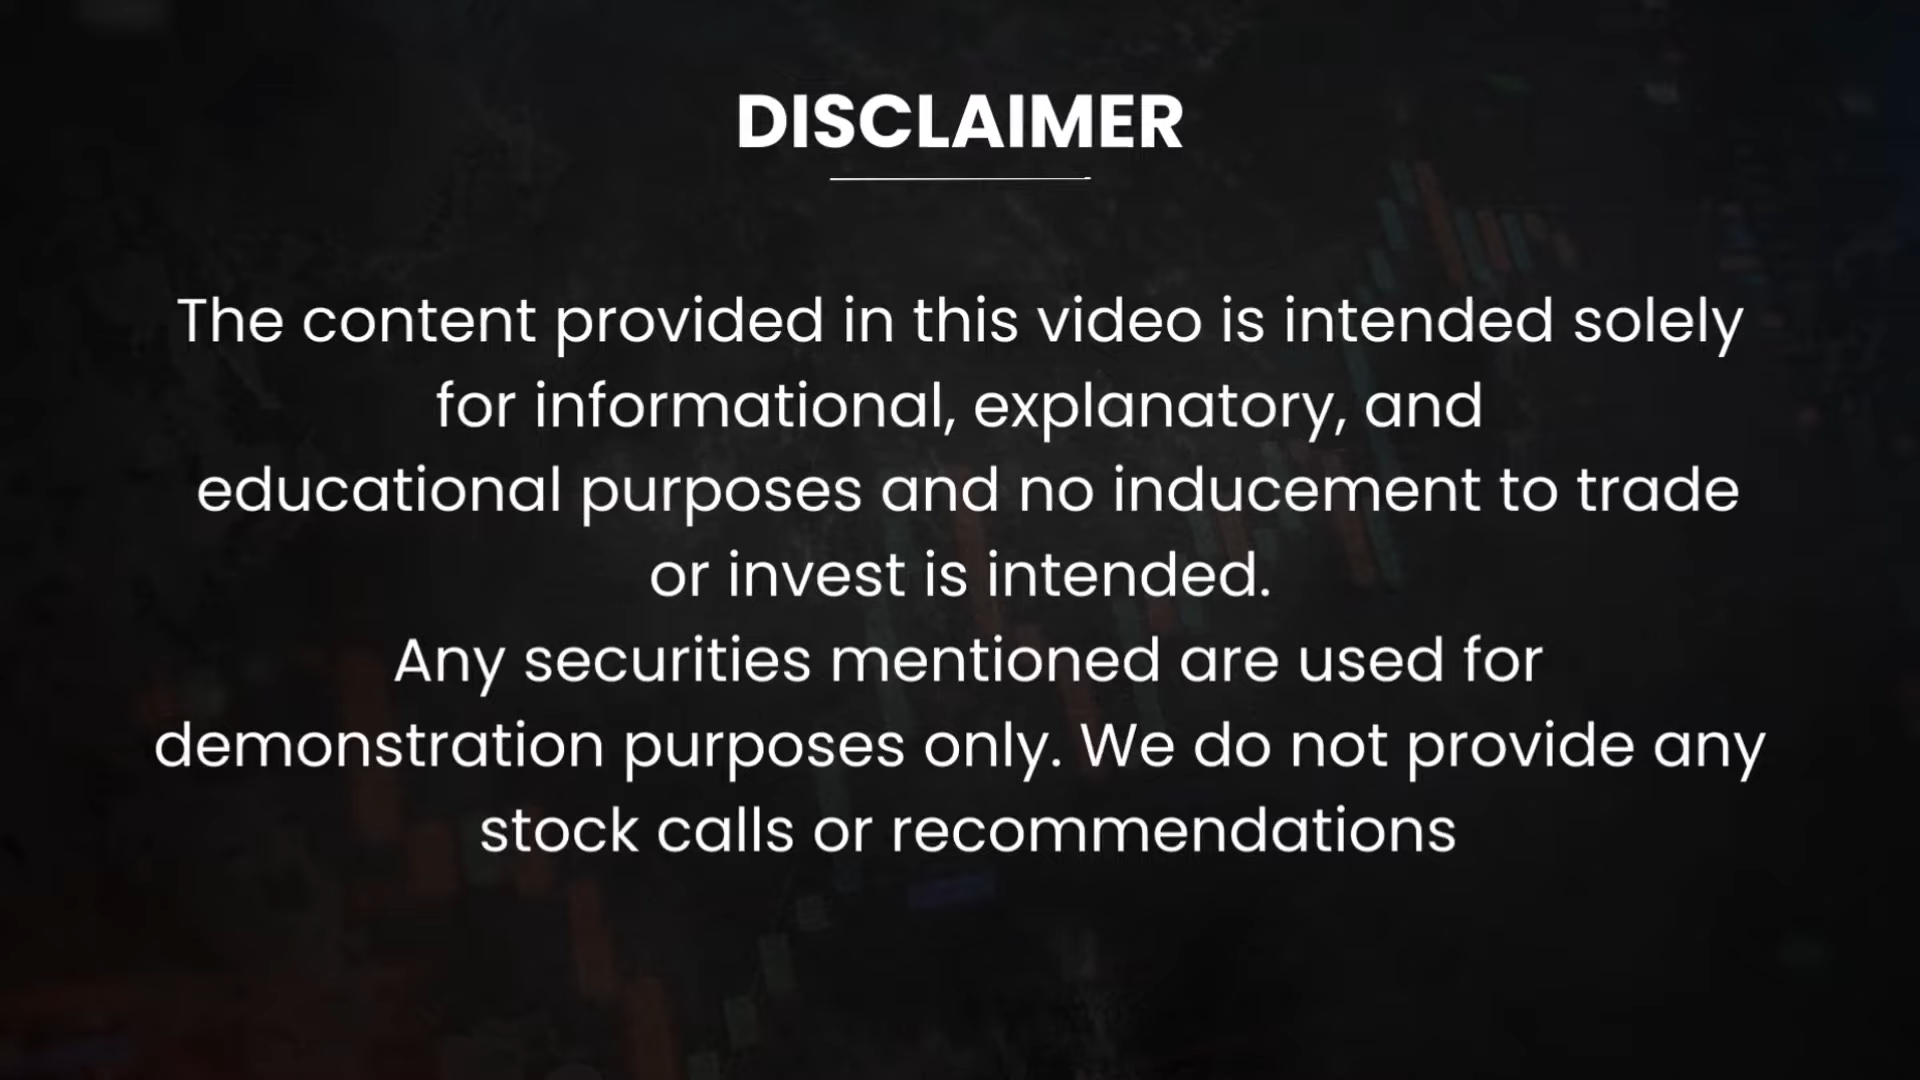 DISCLAIMER
The content provided in this video is intended solely
for informational, explanatory, and
educational purposes and no inducement to trade
or invest is intended.
Any securities mentioned are used for
demonstration purposes only. We do not provide any
stock calls or recommendations